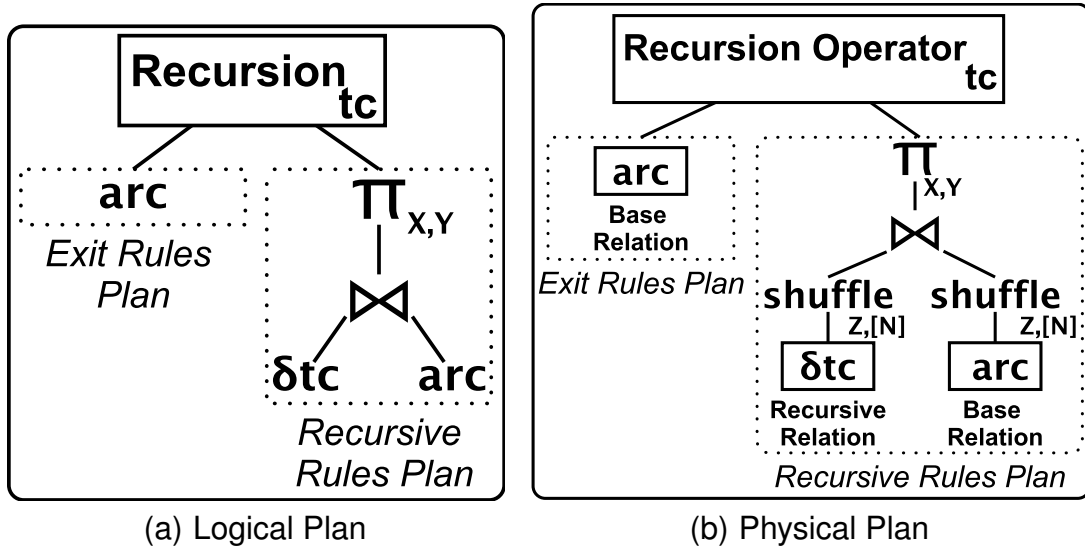 Recursion
tc
arc
Exit Rules
Plan
π
X,Y
⋈
δtc
arc
Recursive
Rules Plan
(a) Logical Plan
Recursion Operator
tc
arc
Base
Relation
Exit Rules Plan
π
X,Y
⋈
shuffle
Z,[N]
shuffle
Z,[N]
δtc
Recursive
Relation
arc
Base
Relation
Recursive Rules Plan
(b) Physical Plan